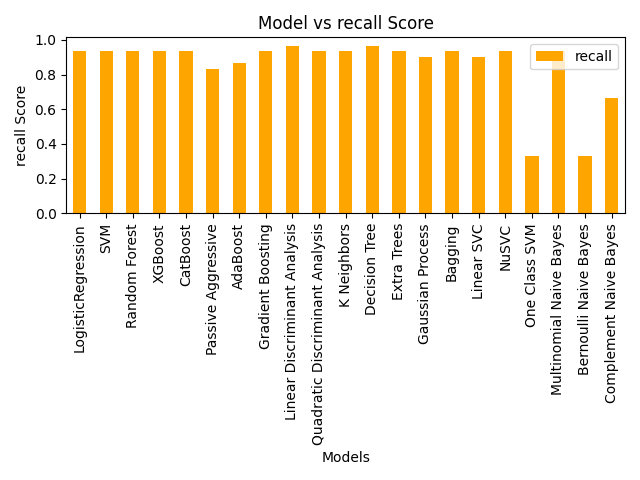 Model vs recall Score
recall
recall Score
1.0
0.8
0.6
0.4
0.2
0.0
LogisticRegression
SVM
Random Forest
XGBoost
CatBoost
Passive Aggressive
AdaBoost
Gradient Boosting
Linear Discriminant Analysis
Quadratic Discriminant Analysis
K Neighbors
Decision Tree
Extra Trees
Gaussian Process
Bagging
Linear SVC
NuSVC
One Class SVM
Multinomial Naive Bayes
Bernoulli Naive Bayes
Complement Naive Bayes
Models